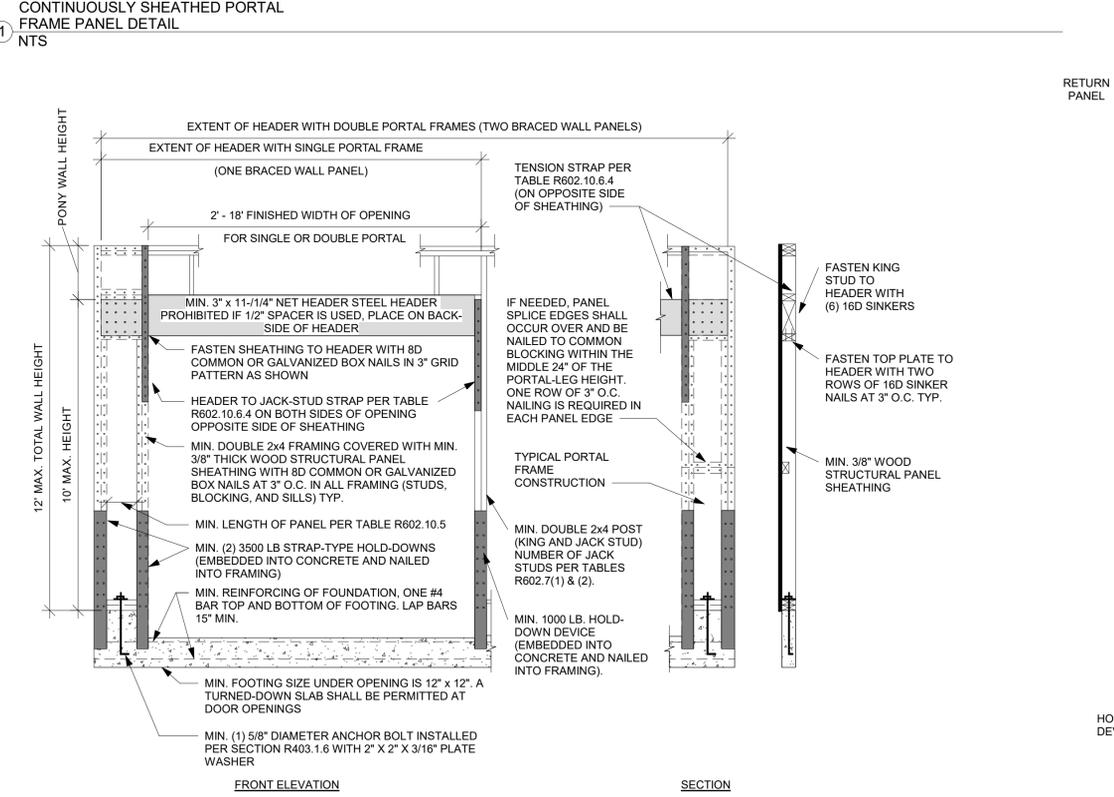 CONTINUOUSLY SHEATHED PORTAL
FRAME PANEL DETAIL
1
NTS
RETURN
PANEL
EXTENT OF HEADER WITH DOUBLE PORTAL FRAMES (TWO BRACED WALL PANELS)
EXTENT OF HEADER WITH SINGLE PORTAL FRAME
(ONE BRACED WALL PANEL)
2' - 18' FINISHED WIDTH OF OPENING
FOR SINGLE OR DOUBLE PORTAL
PONY WALL HEIGHT
12' MAX. TOTAL WALL HEIGHT
10' MAX. HEIGHT
TENSION STRAP PER
TABLE R602.10.6.4
(ON OPPOSITE SIDE
OF SHEATHING)
MIN. 3" x 11-/1/4" NET HEADER STEEL HEADER
PROHIBITED IF 1/2" SPACER IS USED, PLACE ON BACK-
SIDE OF HEADER
FASTEN SHEATHING TO HEADER WITH 8D
COMMON OR GALVANIZED BOX NAILS IN 3" GRID
PATTERN AS SHOWN
HEADER TO JACK-STUD STRAP PER TABLE
R602.10.6.4 ON BOTH SIDES OF OPENING
OPPOSITE SIDE OF SHEATHING
MIN. DOUBLE 2x4 FRAMING COVERED WITH MIN.
3/8" THICK WOOD STRUCTURAL PANEL
SHEATHING WITH 8D COMMON OR GALVANIZED
BOX NAILS AT 3" O.C. IN ALL FRAMING (STUDS,
BLOCKING, AND SILLS) TYP.
MIN. LENGTH OF PANEL PER TABLE R602.10.5
MIN. (2) 3500 LB STRAP-TYPE HOLD-DOWNS
(EMBEDDED INTO CONCRETE AND NAILED
INTO FRAMING)
MIN. REINFORCING OF FOUNDATION, ONE #4
BAR TOP AND BOTTOM OF FOOTING. LAP BARS
15" MIN.
MIN. FOOTING SIZE UNDER OPENING IS 12" x 12". A
TURNED-DOWN SLAB SHALL BE PERMITTED AT
DOOR OPENINGS
MIN. (1) 5/8" DIAMETER ANCHOR BOLT INSTALLED
PER SECTION R403.1.6 WITH 2" X 2" X 3/16" PLATE
WASHER
IF NEEDED, PANEL
SPLICE EDGES SHALL
OCCUR OVER AND BE
NAILED TO COMMON
BLOCKING WITHIN THE
MIDDLE 24" OF THE
PORTAL-LEG HEIGHT.
ONE ROW OF 3" O.C.
NAILING IS REQUIRED IN
EACH PANEL EDGE
TYPICAL PORTAL
FRAME
CONSTRUCTION
MIN. DOUBLE 2x4 POST
(KING AND JACK STUD)
NUMBER OF JACK
STUDS PER TABLES
R602.7(1) & (2).
MIN. 1000 LB. HOLD-
DOWN DEVICE
(EMBEDDED INTO
CONCRETE AND NAILED
INTO FRAMING).
FASTEN KING
STUD TO
HEADER WITH
(6) 16D SINKERS
FASTEN TOP PLATE TO
HEADER WITH TWO
ROWS OF 16D SINKER
NAILS AT 3" O.C. TYP.
MIN. 3/8" WOOD
STRUCTURAL PANEL
SHEATHING
FRONT ELEVATION
SECTION